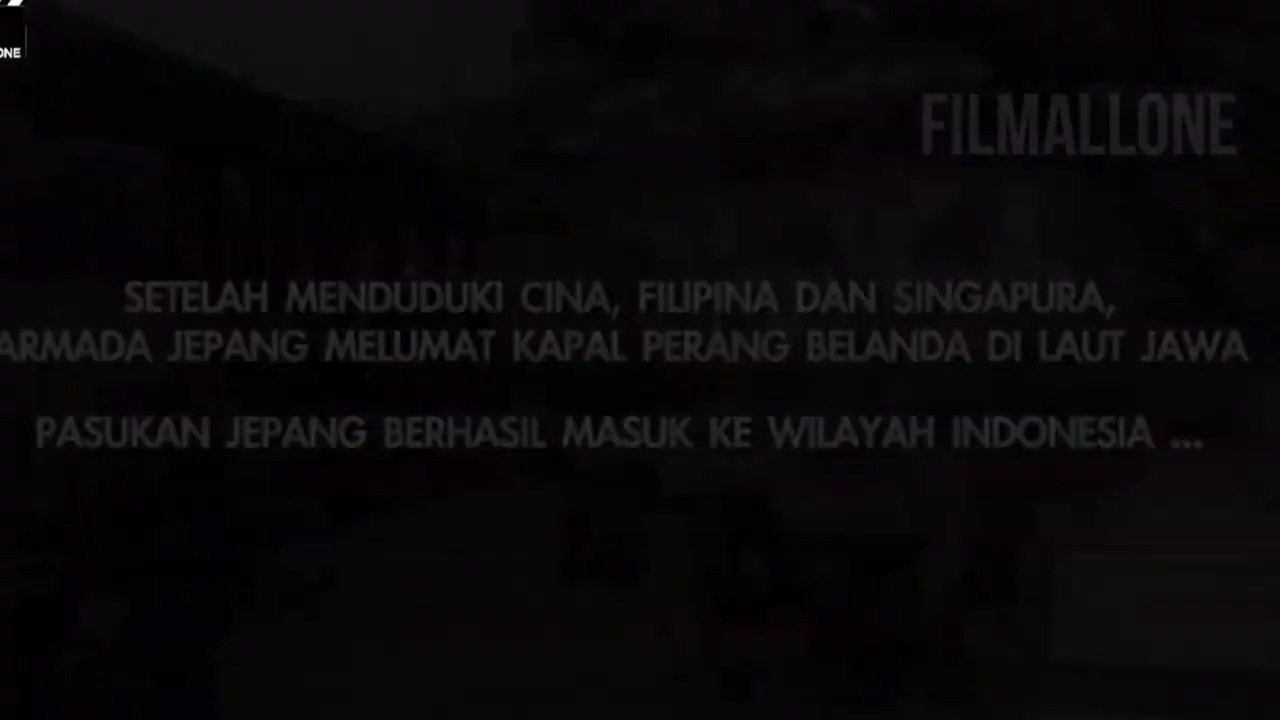 ONE
FILMALLONE
SETELAH MENDUDUKI CINA, FILIPINA DAN SINGAPURA,
ARMADA JEPANG MELUMAT KAPAL PERANG BELANDA DI LAUT JAWA
PASUKAN JEPANG BERHASIL MASUK KE WILAYAH INDONESIA ...